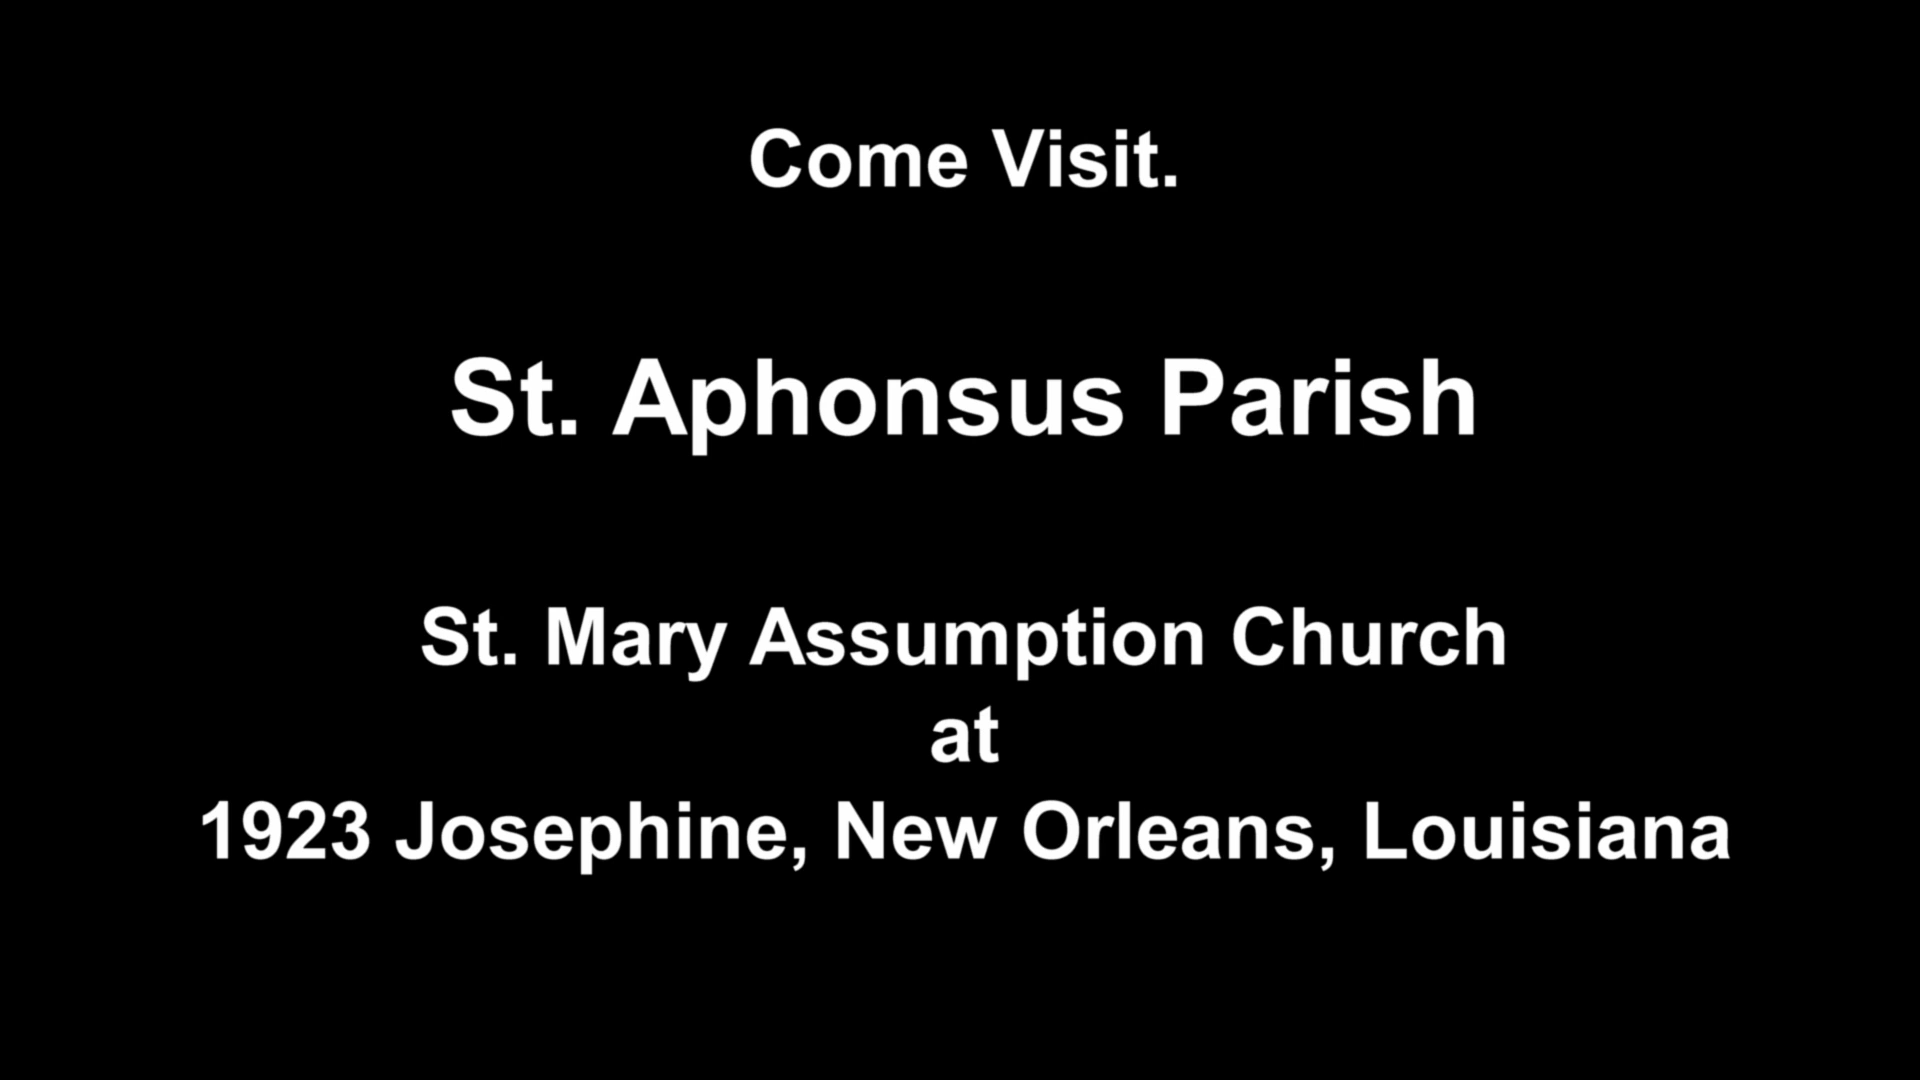 Come Visit.
St. Aphonsus Parish
St. Mary Assumption Church
at
1923 Josephine, New Orleans, Louisiana